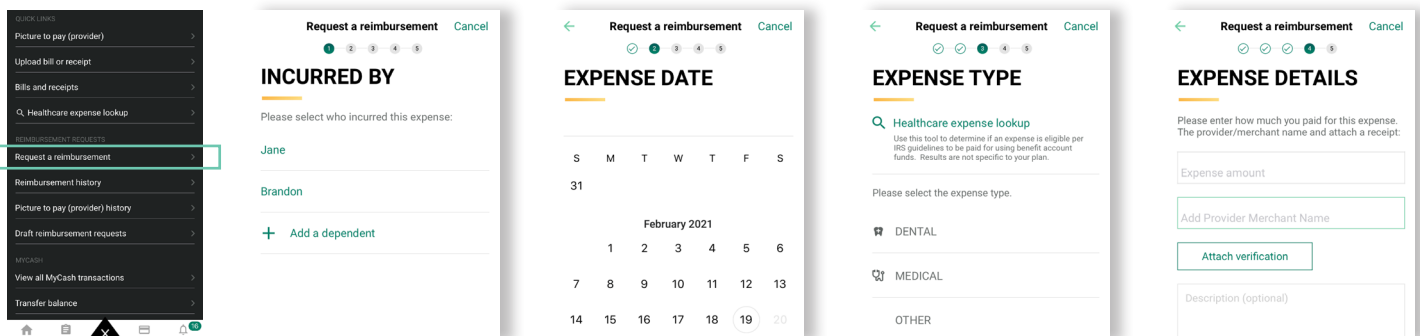 QUICK LINKS
Picture to pay (provider)
Upload bill or receipt
Bills and receipts
Healthcare expense lookup
REIMBURSEMENT REQUESTS
Request a reimbursement
Reimbursement history
Picture to pay (provider) history
Draft reimbursement requests
MYCASH
View all MyCash transactions
Transfer balance
16
Request a reimbursement Cancel
1 2 3 4 5
INCURRED BY
Please select who incurred this expense:
Jane
Brandon
+ Add a dependent
Request a reimbursement Cancel
2 3 4 5
EXPENSE DATE
S M T W T F S
31
February 2021
1 2 3 4 5 6
7 8 9 10 11 12 13
14 15 16 17 18 19 20
Request a reimbursement Cancel
3 4 5
EXPENSE TYPE
Healthcare expense lookup
Use this tool to determine if an expense is eligible per
IRS guidelines to be paid for using benefit account
funds. Results are not specific to your plan.
Please select the expense type.
DENTAL
MEDICAL
OTHER
Request a reimbursement Cancel
4 5
EXPENSE DETAILS
Please enter how much you paid for this expense.
The provider/merchant name and attach a receipt:
Expense amount
Add Provider Merchant Name
Attach verification
Description (optional)